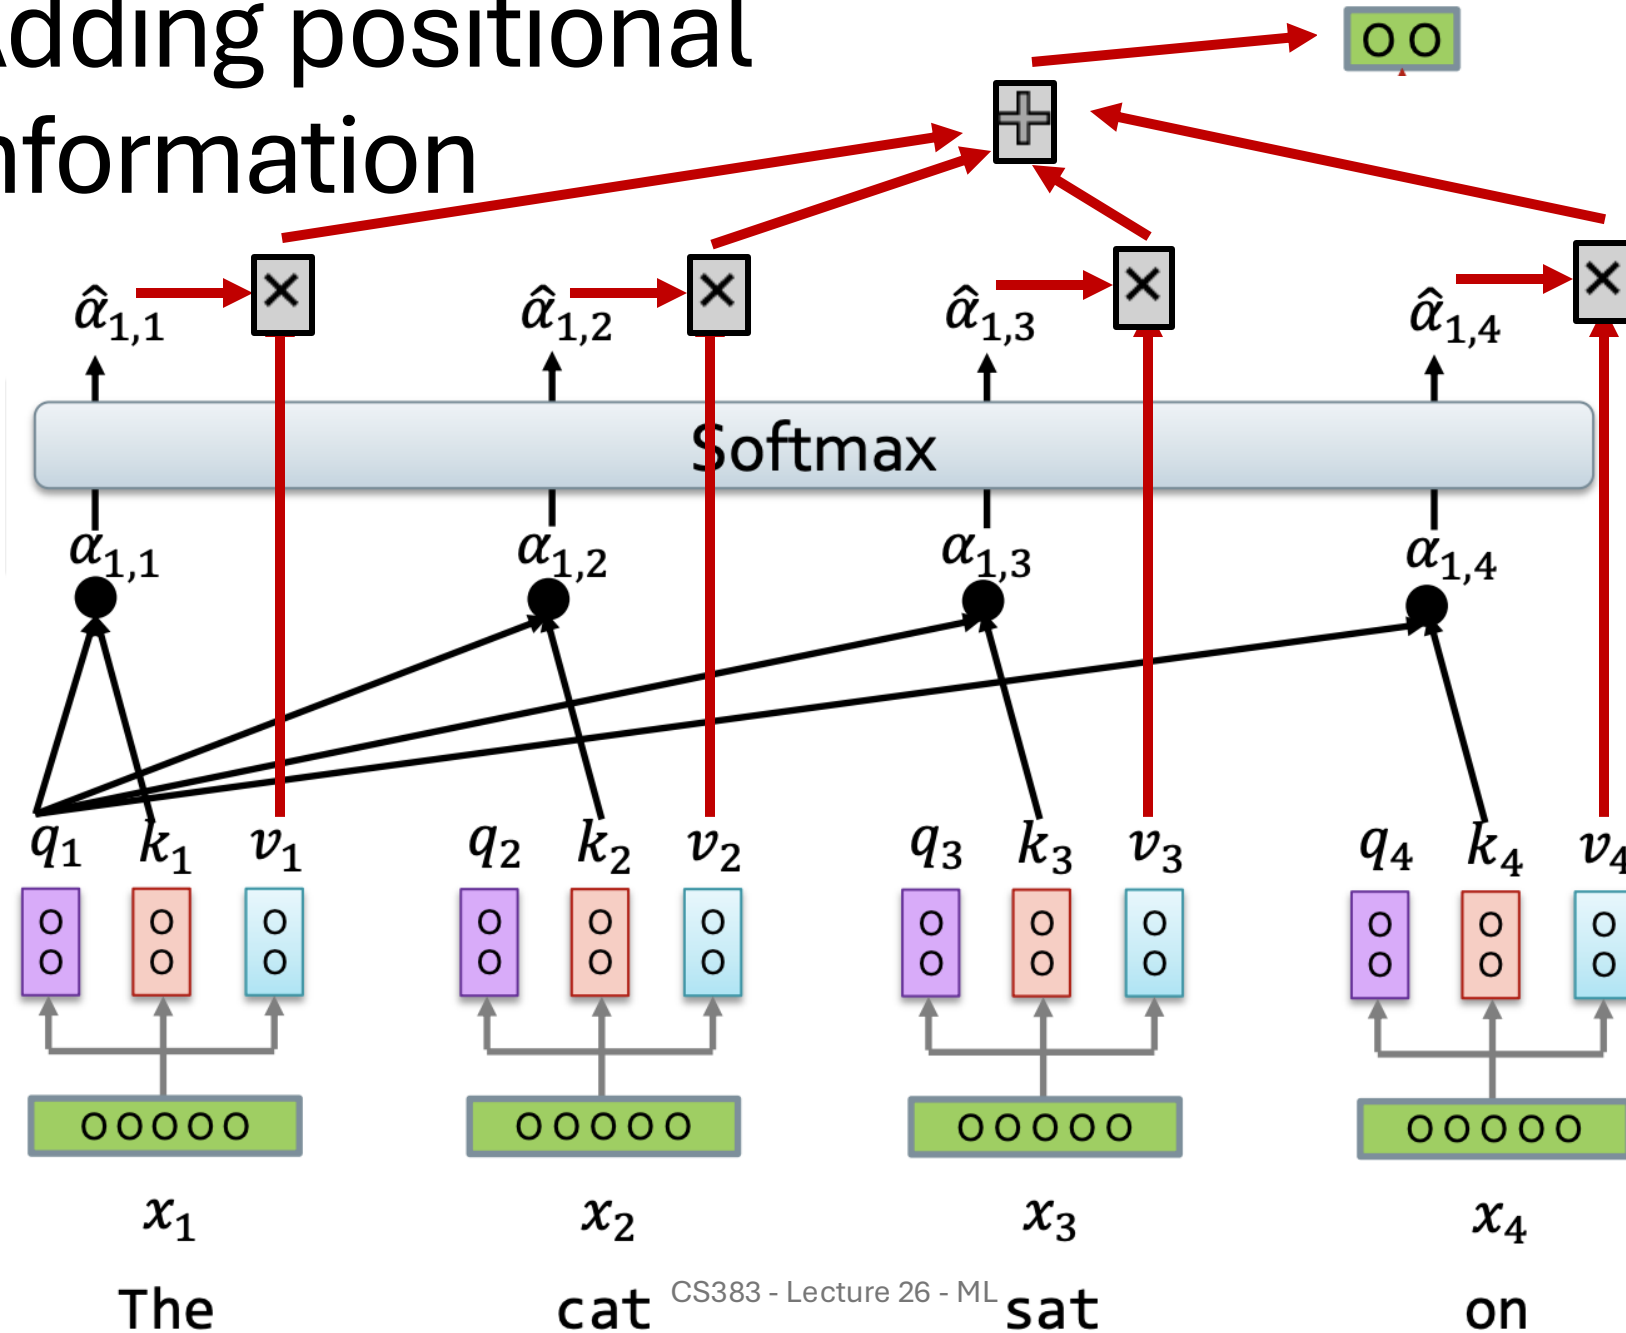 Adding positional
nformation
O O
α̂1,1 × α̂1,2 × α̂1,3 × α̂1,4 ×
Softmax
α1,1 α1,2 α1,3 α1,4
q1 k1 v1 q2 k2 v2 q3 k3 v3 q4 k4 v4
O O O O O O O O O O O O
O O O O O O O O O O O O
O O O O O O O O O O O O O O O O O O O O
x1 x2 x3 x4
The cat sat on
CS383 - Lecture 26 - ML